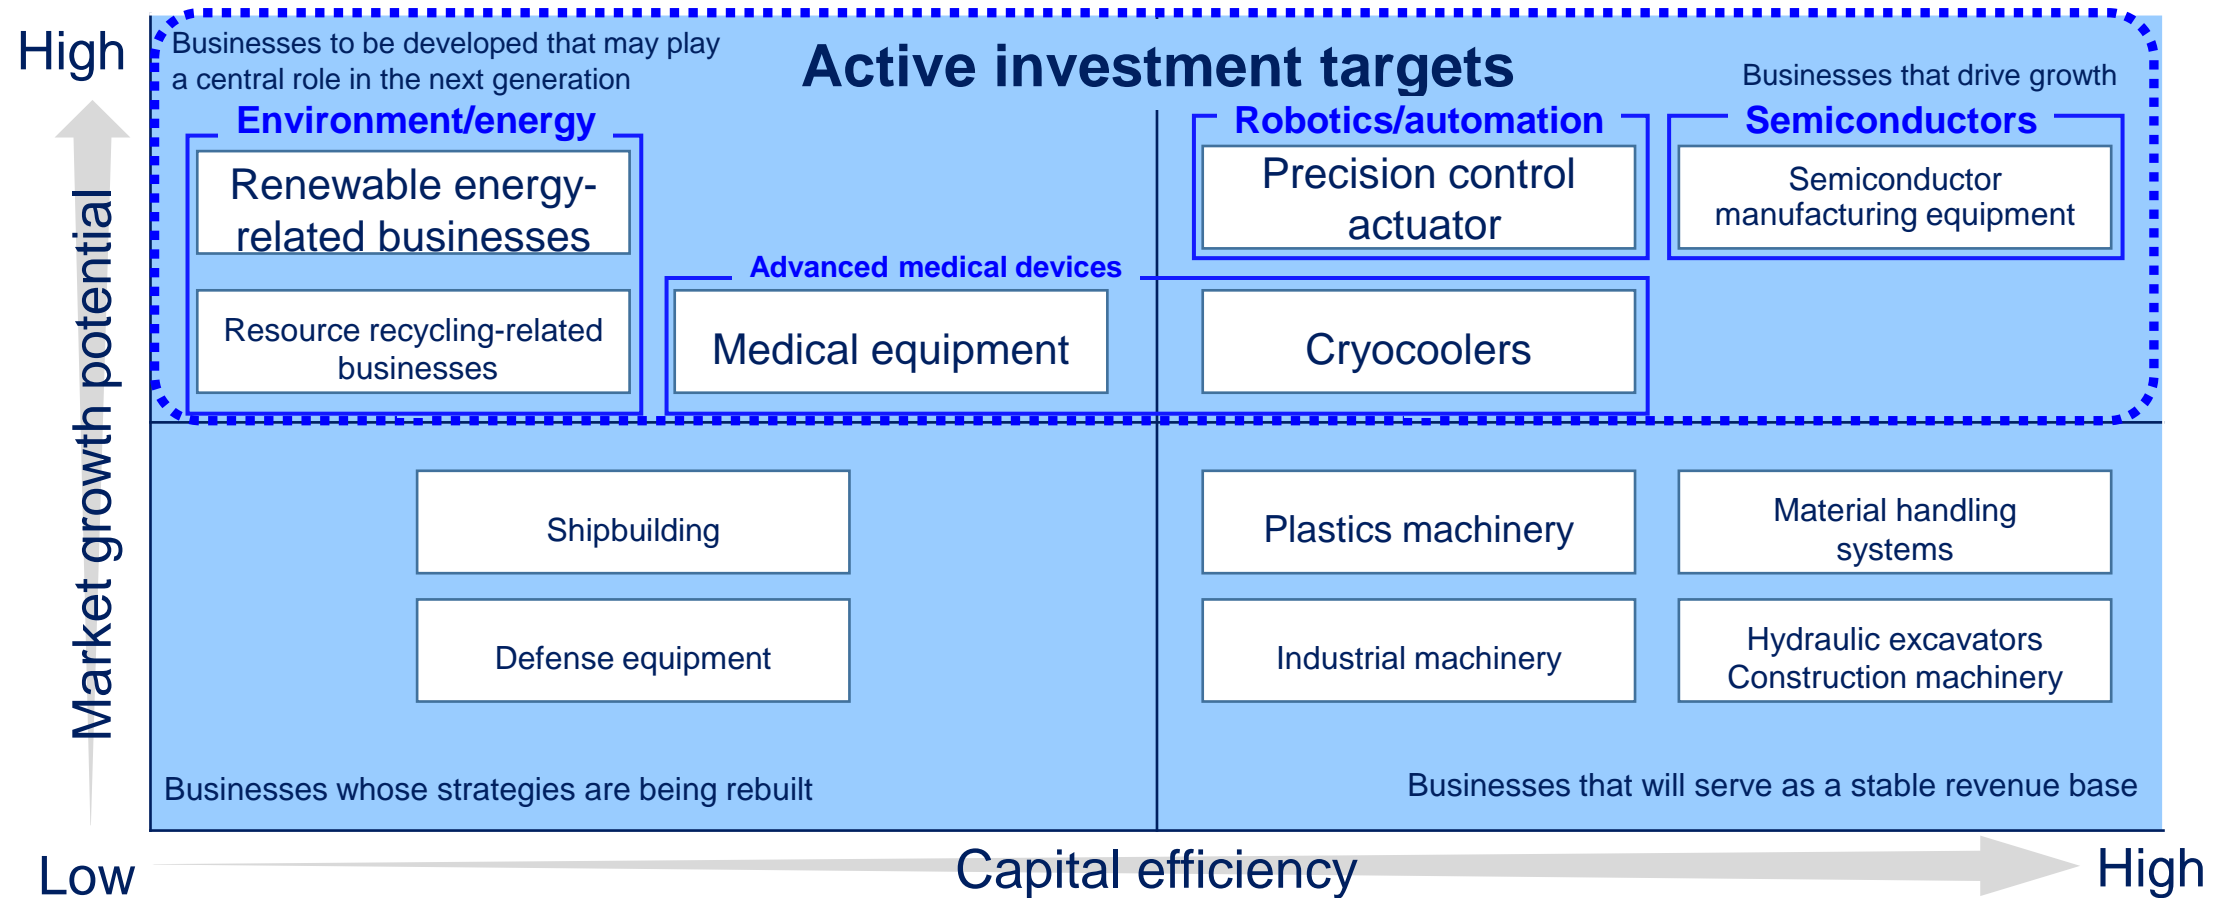 High
Businesses to be developed that may play
a central role in the next generation
Active investment targets
Businesses that drive growth
Environment/energy
Renewable energy-
related businesses
Resource recycling-related
businesses
Advanced medical devices
Medical equipment
Robotics/automation
Precision control
actuator
Cryocoolers
Semiconductors
Semiconductor
manufacturing equipment
Market growth potential
Shipbuilding
Defense equipment
Businesses whose strategies are being rebuilt
Plastics machinery
Material handling
systems
Industrial machinery
Hydraulic excavators
Construction machinery
Businesses that will serve as a stable revenue base
Low
Capital efficiency
High